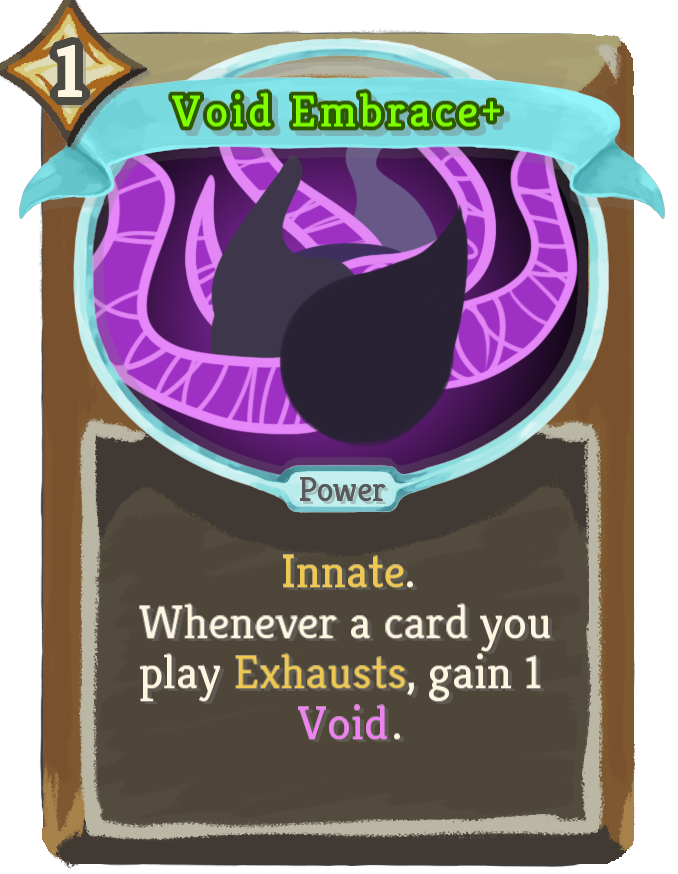 1
Void Embrace+
Power
Innate.
Whenever a card you
play Exhausts, gain 1
Void.